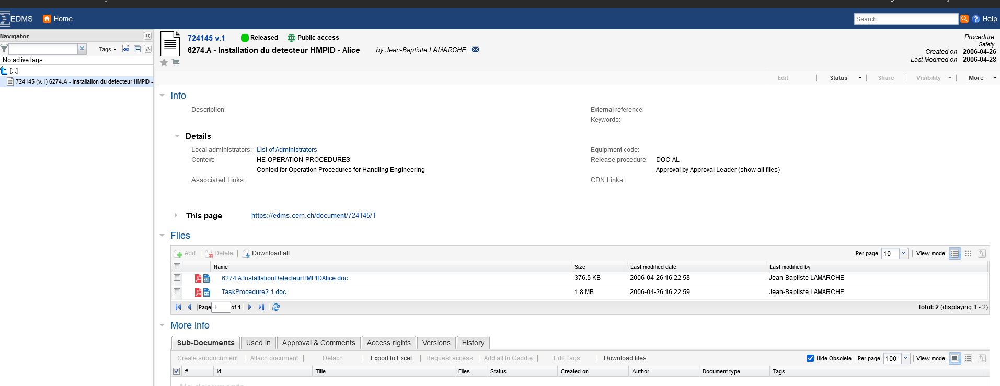 EDMS Home Search Help
Navigator
Tags
No active tags.
[...]
724145 (v.1) 6274.A - Installation du detecteur HMPID -
724145 v.1 Released Public access
6274.A - Installation du detecteur HMPID - Alice by Jean-Baptiste LAMARCHE
Procedure
Safety
Created on 2006-04-26
Last Modified on 2006-04-28
Edit Status Share Visibility More
Info
Description: External reference:
Keywords:
Details
Local administrators: List of Administrators Equipment code:
Context: HE-OPERATION-PROCEDURES Release procedure: DOC-AL
Context for Operation Procedures for Handling Engineering Approval by Approval Leader (show all files)
Associated Links: CDN Links:
This page https://edms.cern.ch/document/724145/1
Files
Add Delete Download all Per page 10 View mode:
Name Size Last modified date Last modified by
6274.A.InstallationDetecteurHMPIDAlice.doc 376.5 KB 2006-04-26 16:22:58 Jean-Baptiste LAMARCHE
TaskProcedure2.1.doc 1.8 MB 2006-04-26 16:22:59 Jean-Baptiste LAMARCHE
Page 1 of 1 Total: 2 (displaying 1 - 2)
More info
Sub-Documents Used In Approval & Comments Access rights Versions History
Create subdocument Attach document Detach Export to Excel Request access Add all to Caddie Edit Tags Download files Hide Obsolete Per page 100 View mode:
# Id Title Files Status Created on Author Document type Tags
No documents